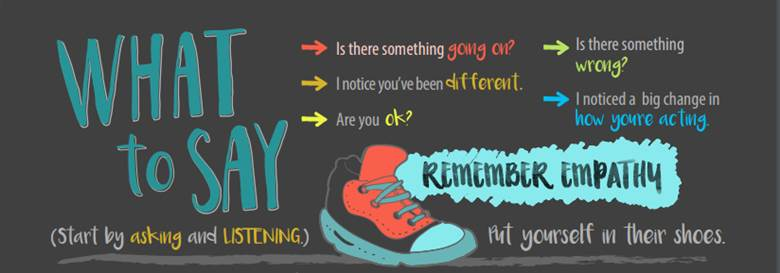 WHAT
to SAY
(Start by asking and LISTENING.)
Is there something going on?
I notice you've been different.
Are you ok?
Is there something
wrong?
I noticed a big change in
how youre acting.
REMEMBER EMPATHY
Put yourself in their shoes.